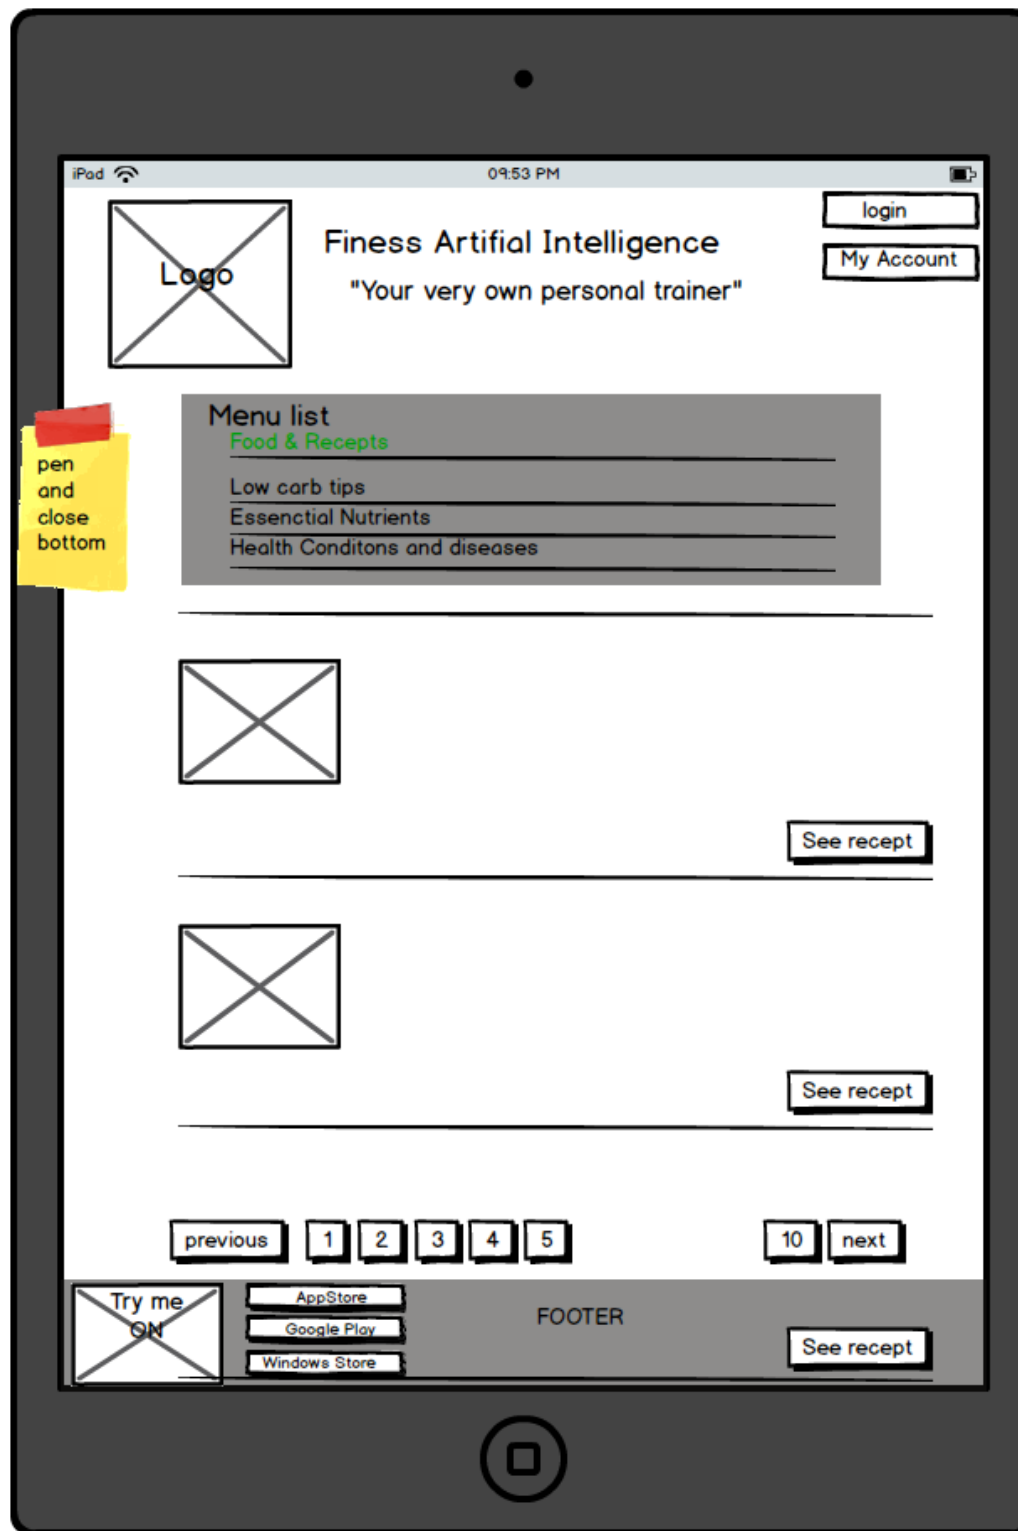 iPad
09:53 PM
login
Logo
Finess Artifial Intelligence
My Account
"Your very own personal trainer"
Menu list
Food & Recepts
pen
and
close
bottom
Low carb tips
Essenctial Nutrients
Health Conditons and diseases
See recept
See recept
previous
1
2
3
4
5
10
next
Try me
ON
AppStore
Google Play
Windows Store
FOOTER
See recept